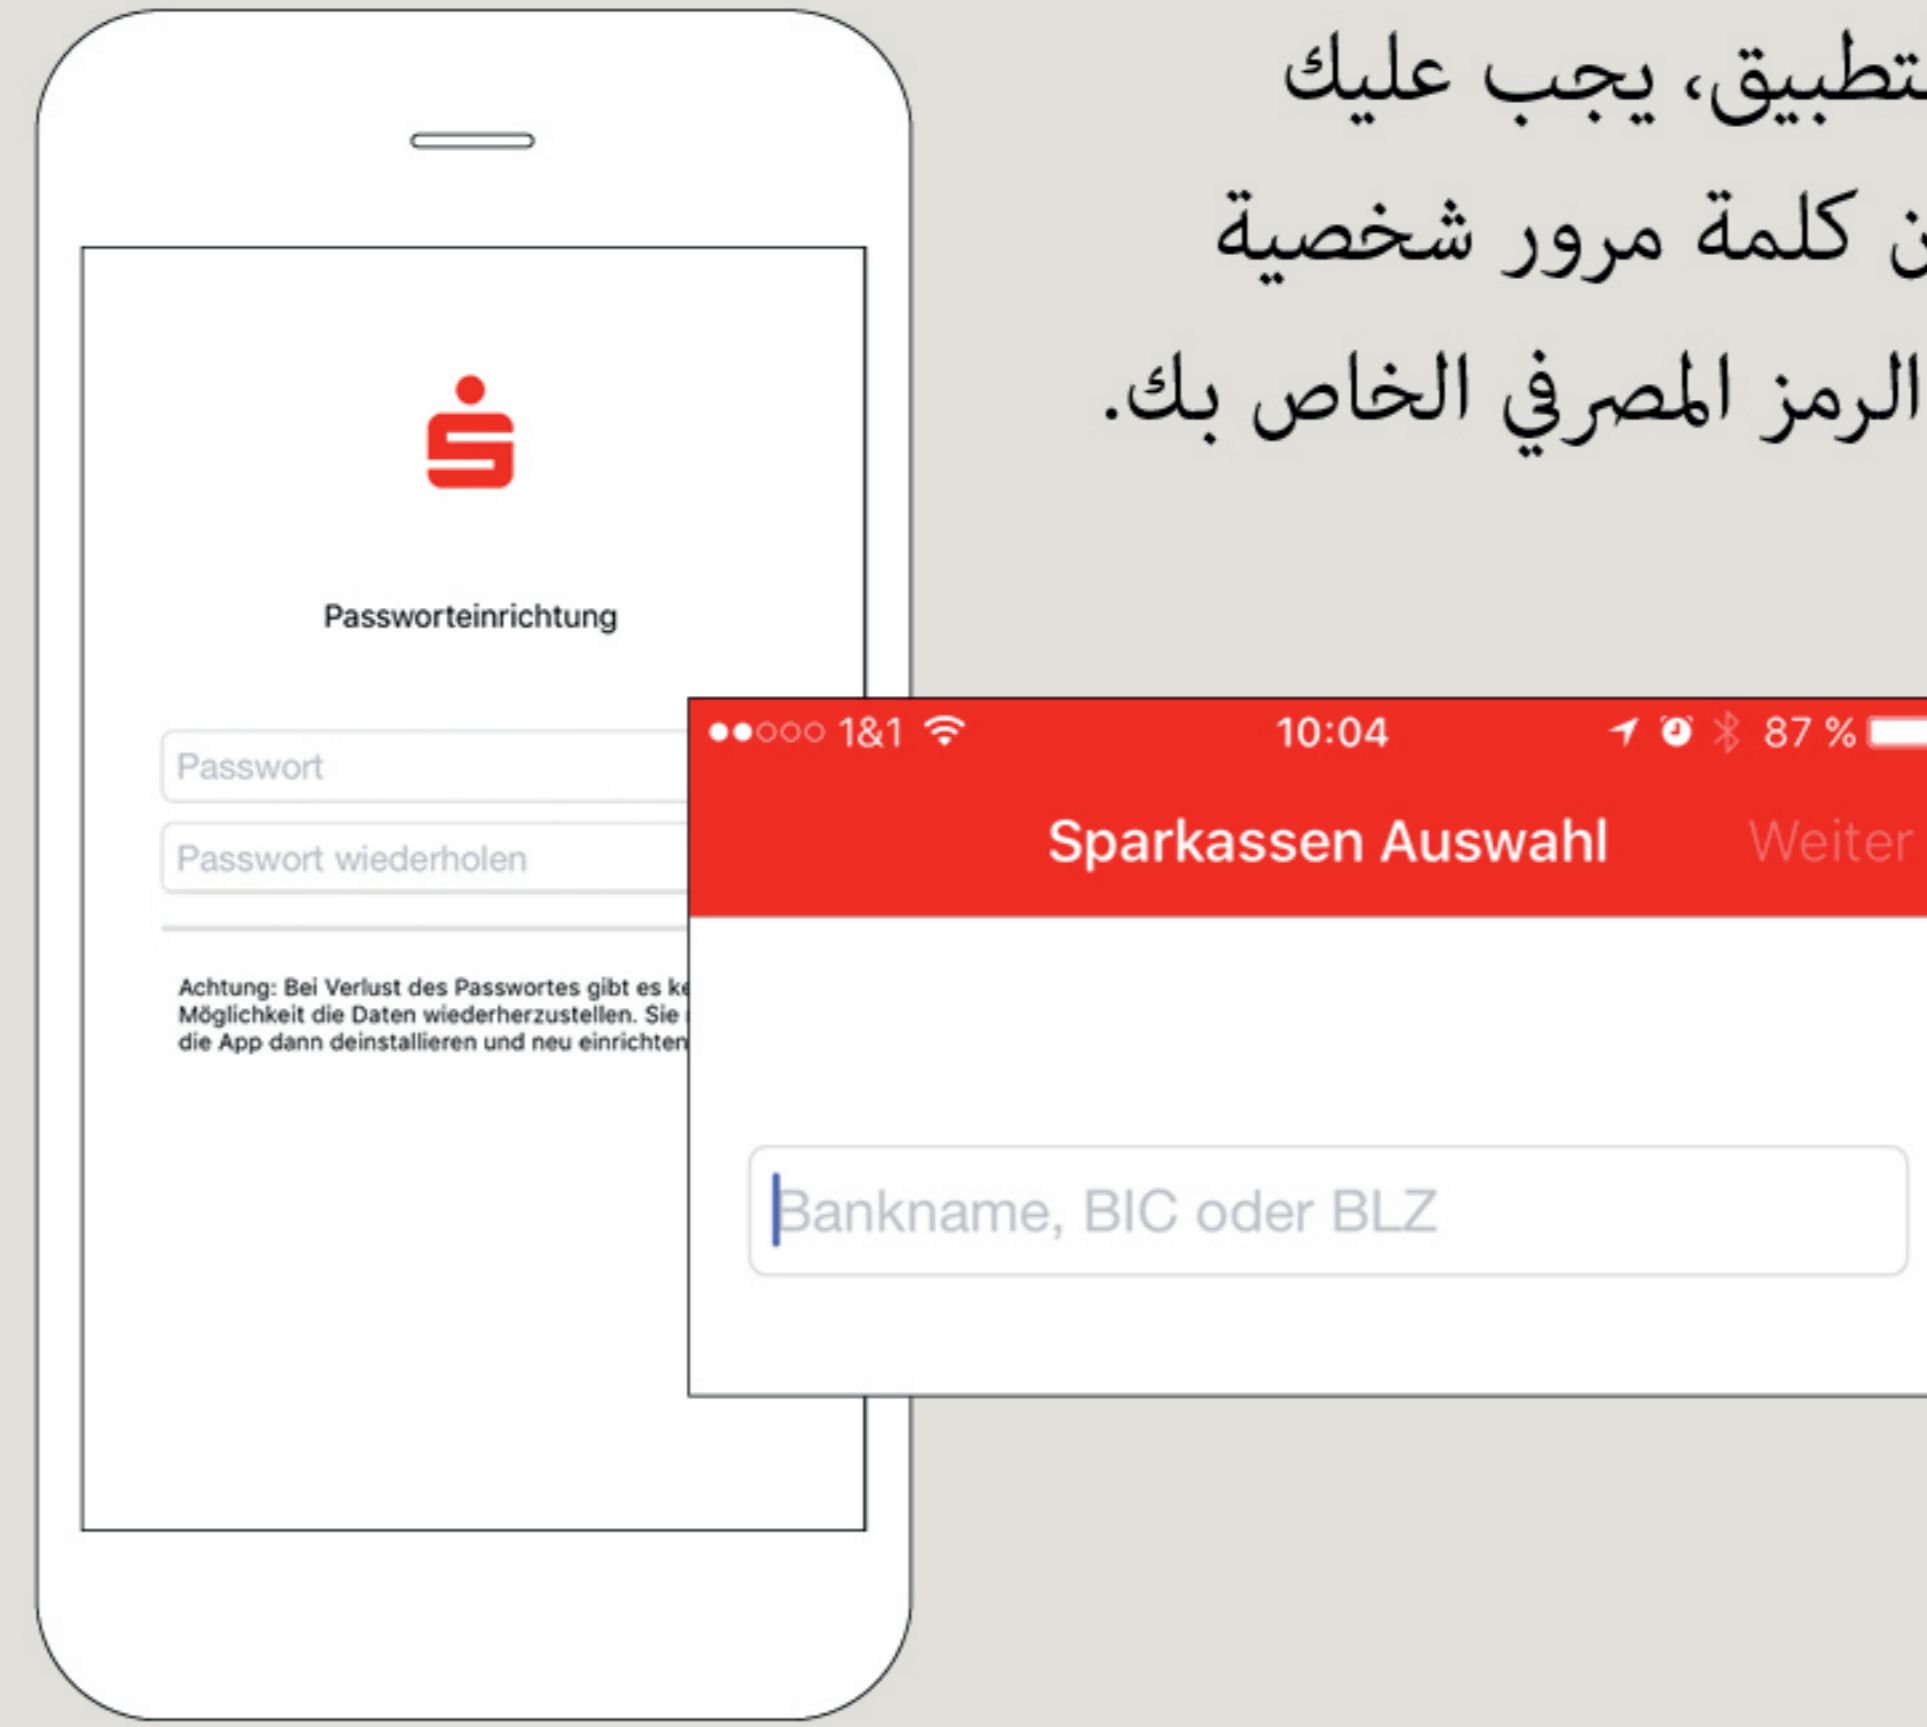 يجب عليك
كلمة مرور شخصية
الرمز المصرفي الخاص بك.
Passworteinrichtung
Passwort
Passwort wiederholen
Achtung: Bei Verlust des Passwortes gibt es
Möglichkeit die Daten wiederherzustellen. Sie
die App dann deinstallieren und neu einrichten
1&1 10:04 87 %
Sparkassen Auswahl Weiter
Bankname, BIC oder BLZ